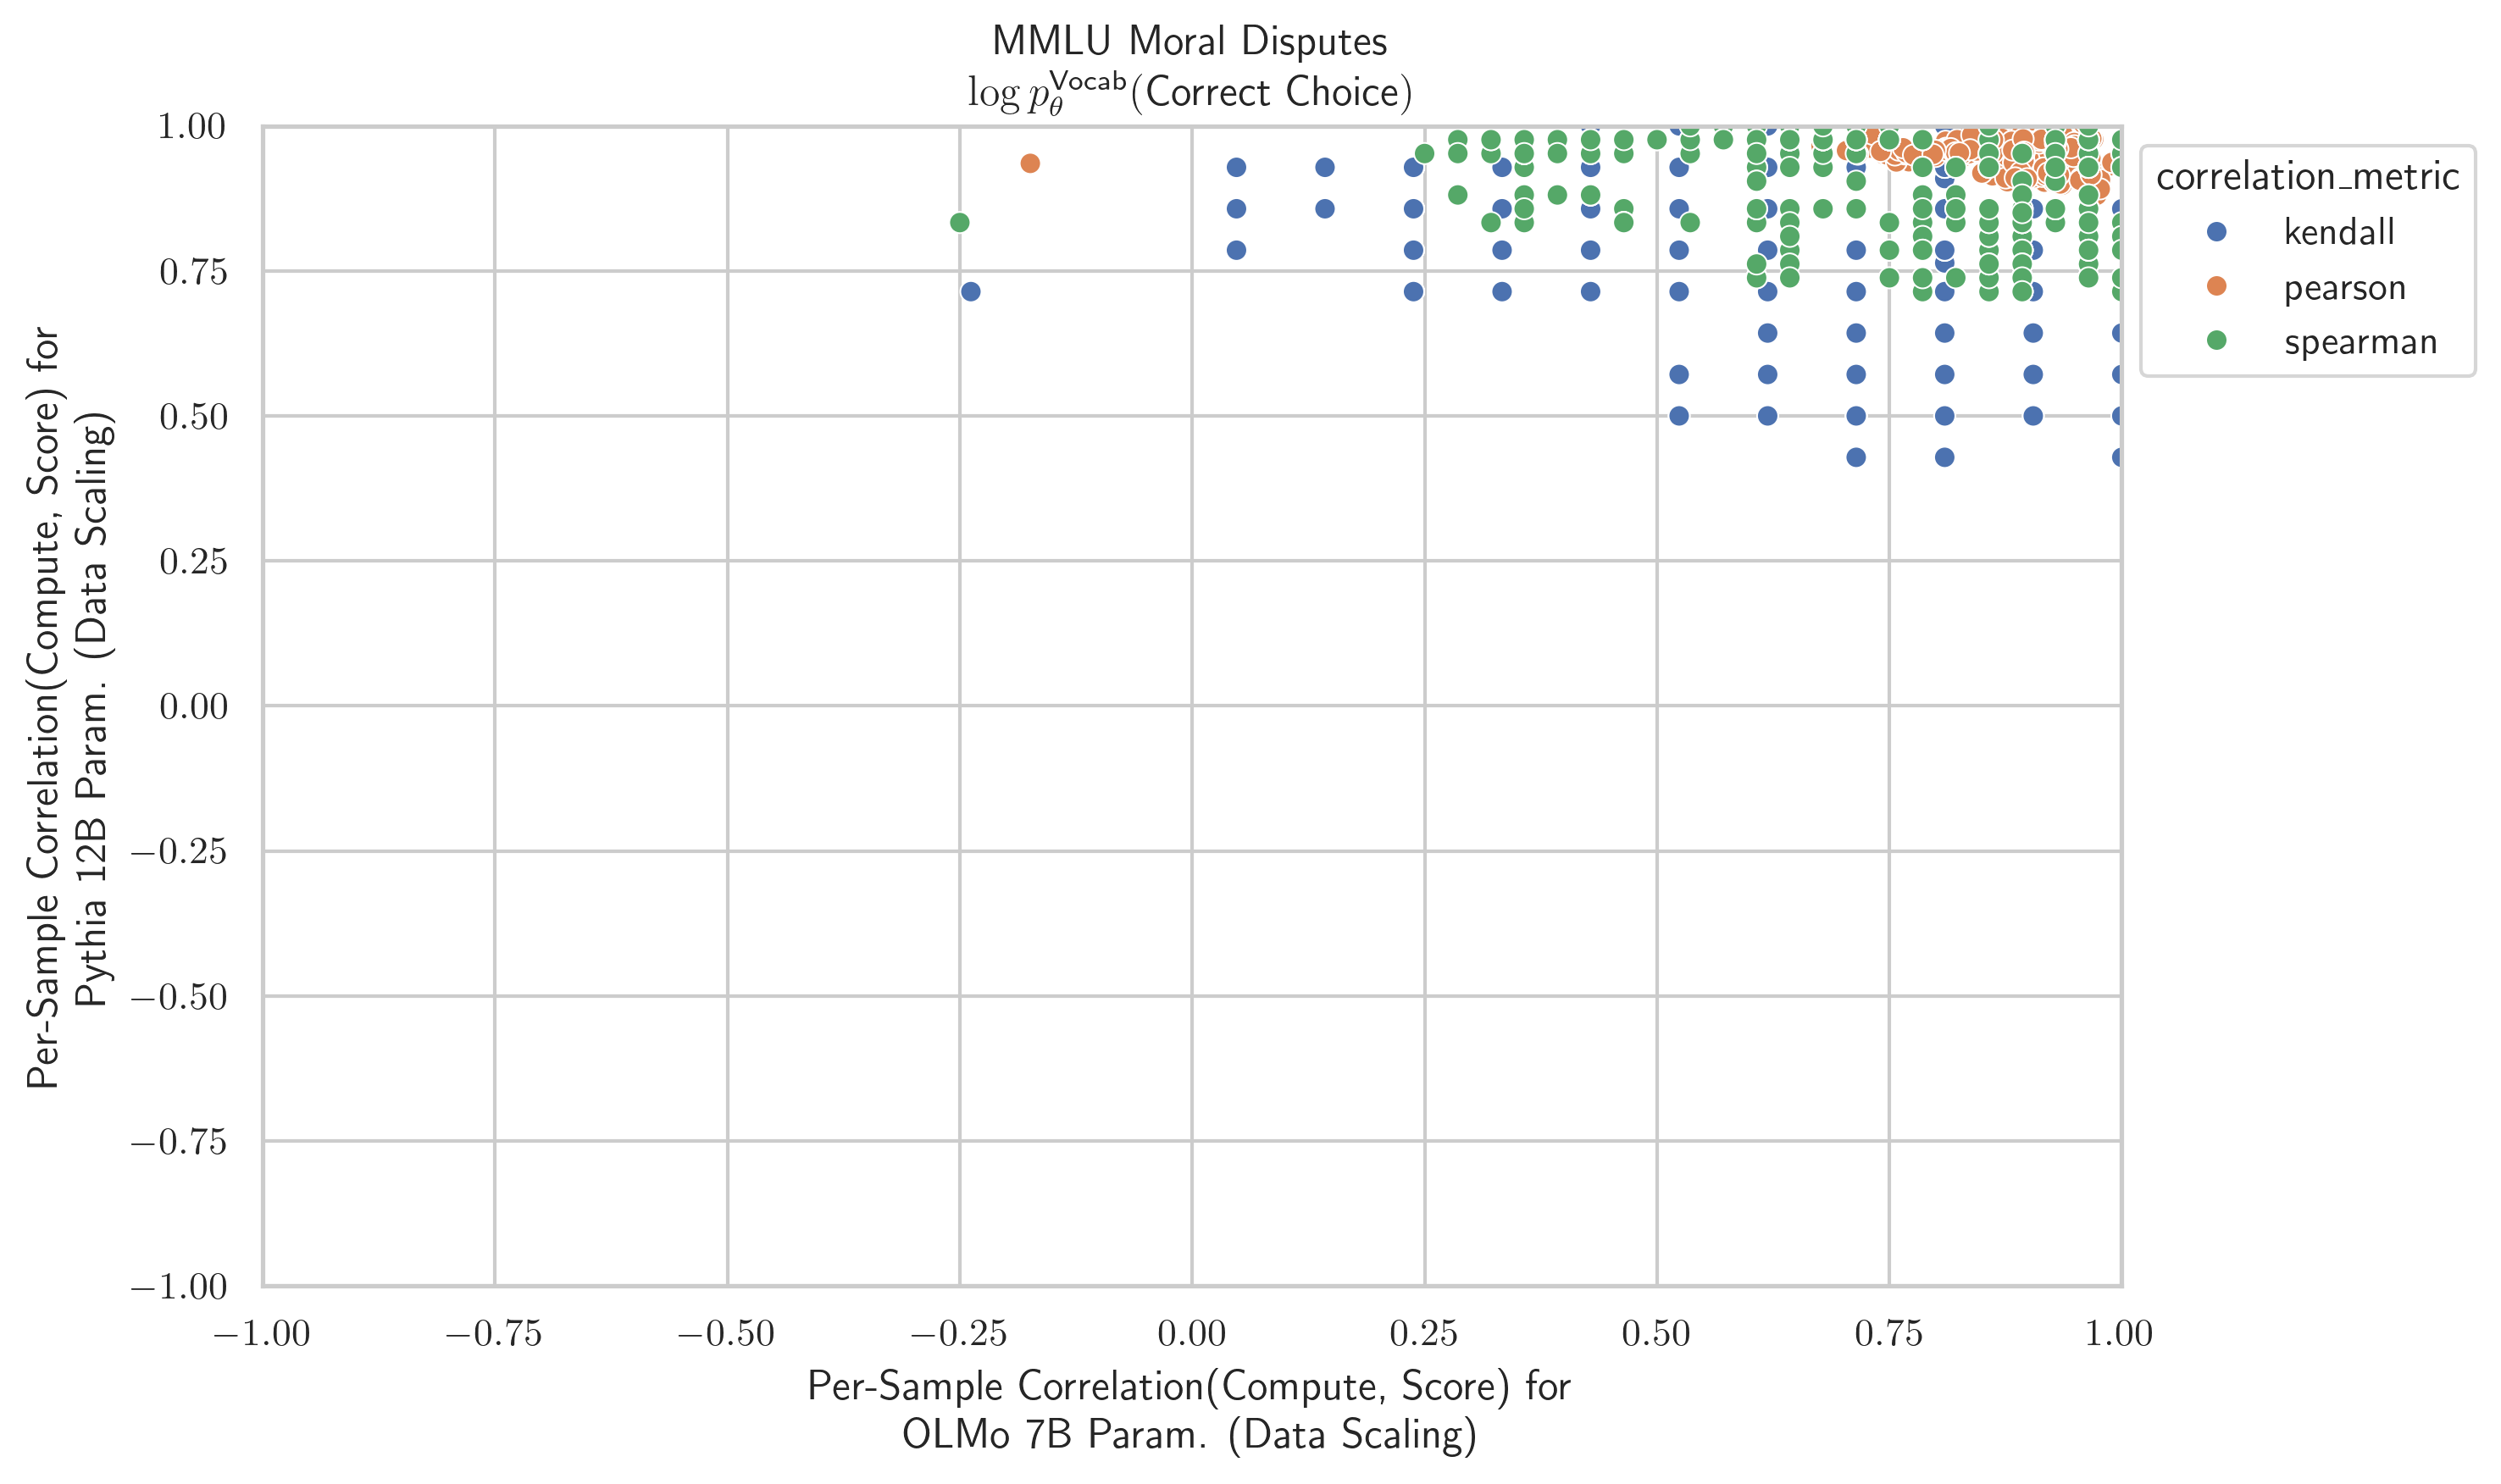 MMLU Moral Disputes
log p_θ^Vocab(Correct Choice)
1.00
0.75
0.50
0.25
0.00
−0.25
−0.50
−0.75
−1.00
Per-Sample Correlation(Compute, Score) for
Pythia 12B Param. (Data Scaling)
correlation_metric
kendall
pearson
spearman
−1.00 −0.75 −0.50 −0.25 0.00 0.25 0.50 0.75 1.00
Per-Sample Correlation(Compute, Score) for
OLMo 7B Param. (Data Scaling)